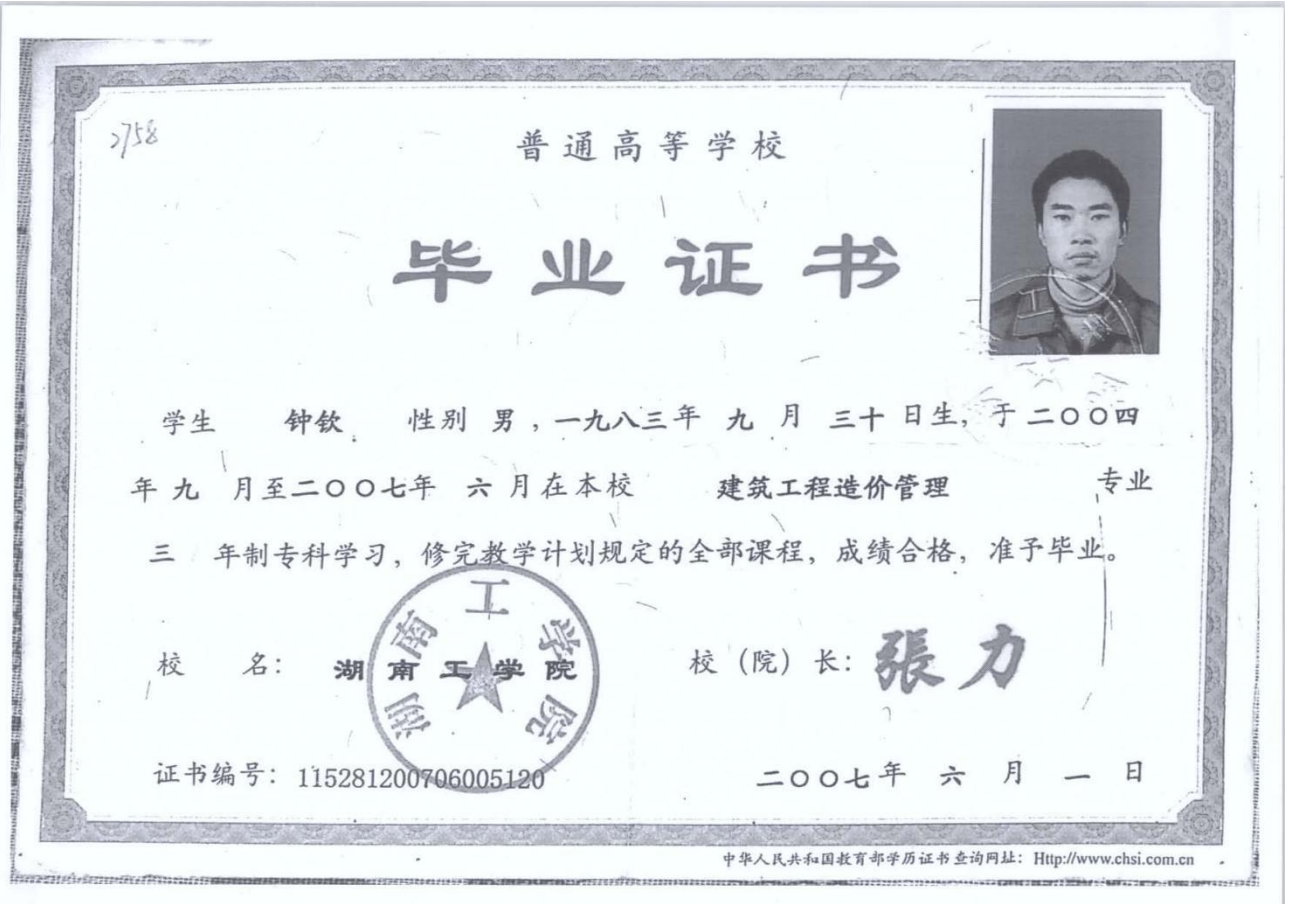 2758
普通高等学校
毕业证书
学生 钟钦 性别 男，一九八三年 九 月 三十 日生，于 二〇〇四
年 九 月至二〇〇七年 六 月在本校 建筑工程造价管理 专业
三 年制专科学习，修完教学计划规定的全部课程，成绩合格，准予毕业。
校 名： 湖南工学院 校（院）长：張力
湖南工学院
证书编号：115281200706005120 二〇〇七年 六 月 一 日
中华人民共和国教育部学历证书查询网址：Http://www.chsi.com.cn